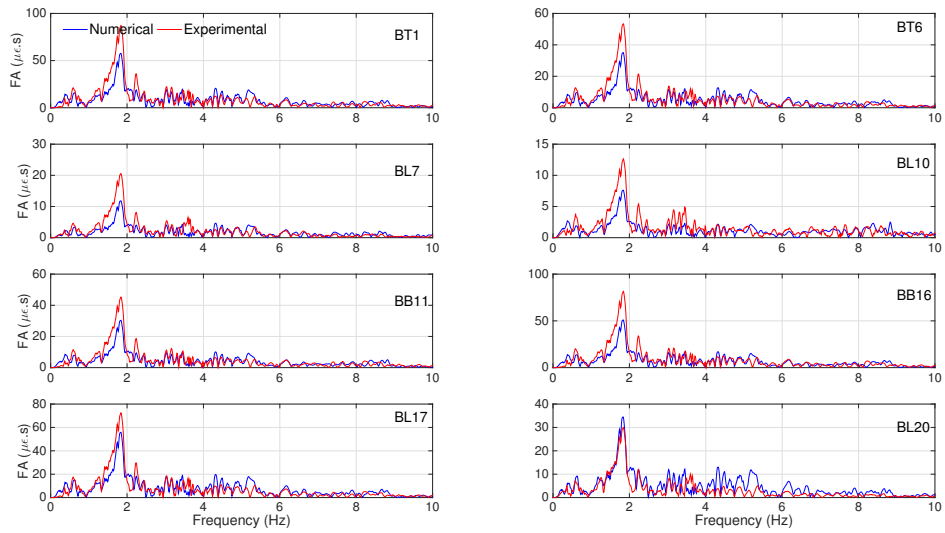 Numerical Experimental
BT1
FA (με.s)
100
50
0
0 2 4 6 8 10
BT6
60
40
20
0
0 2 4 6 8 10
BL7
FA (με.s)
30
20
10
0
0 2 4 6 8 10
BL10
15
10
5
0
0 2 4 6 8 10
BB11
FA (με.s)
60
40
20
0
0 2 4 6 8 10
BB16
100
50
0
0 2 4 6 8 10
BL17
FA (με.s)
80
60
40
20
0
0 2 4 6 8 10
Frequency (Hz)
BL20
40
30
20
10
0
0 2 4 6 8 10
Frequency (Hz)